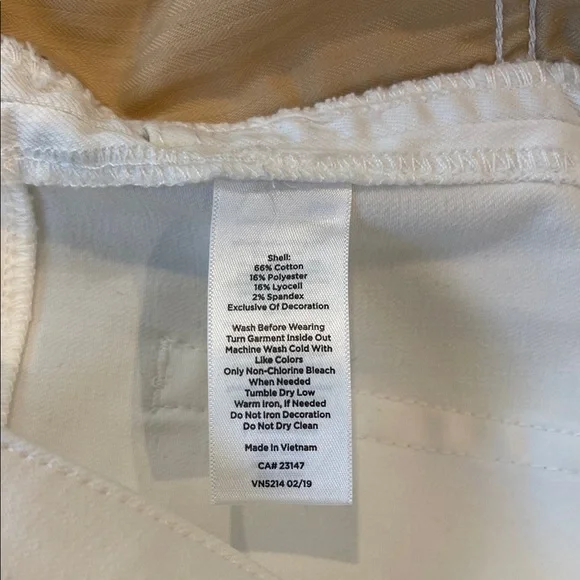 Shell:
66% Cotton
16% Polyester
16% Lyocell
2% Spandex
Exclusive Of Decoration
Wash Before Wearing
Turn Garment Inside Out
Machine Wash Cold With
Like Colors
Only Non-Chlorine Bleach
When Needed
Tumble Dry Low
Warm Iron, If Needed
Do Not Iron Decoration
Do Not Dry Clean
Made in Vietnam
CA# 23147
VN5214 02/19